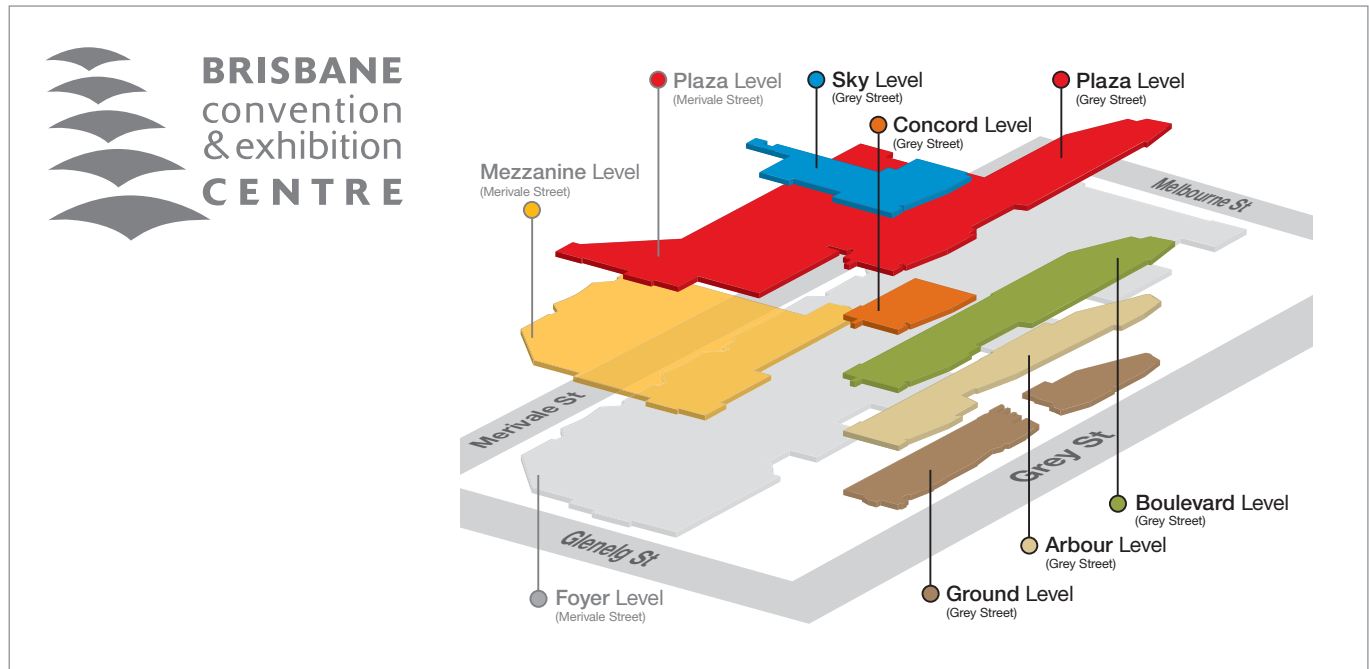 BRISBANE
convention
& exhibition
CENTRE
Plaza Level
(Merivale Street)
Sky Level
(Grey Street)
Plaza Level
(Grey Street)
Concord Level
(Grey Street)
Mezzanine Level
(Merivale Street)
Melbourne St
Merivale St
Grey St
Glenelg St
Boulevard Level
(Grey Street)
Arbour Level
(Grey Street)
Ground Level
(Grey Street)
Foyer Level
(Merivale Street)